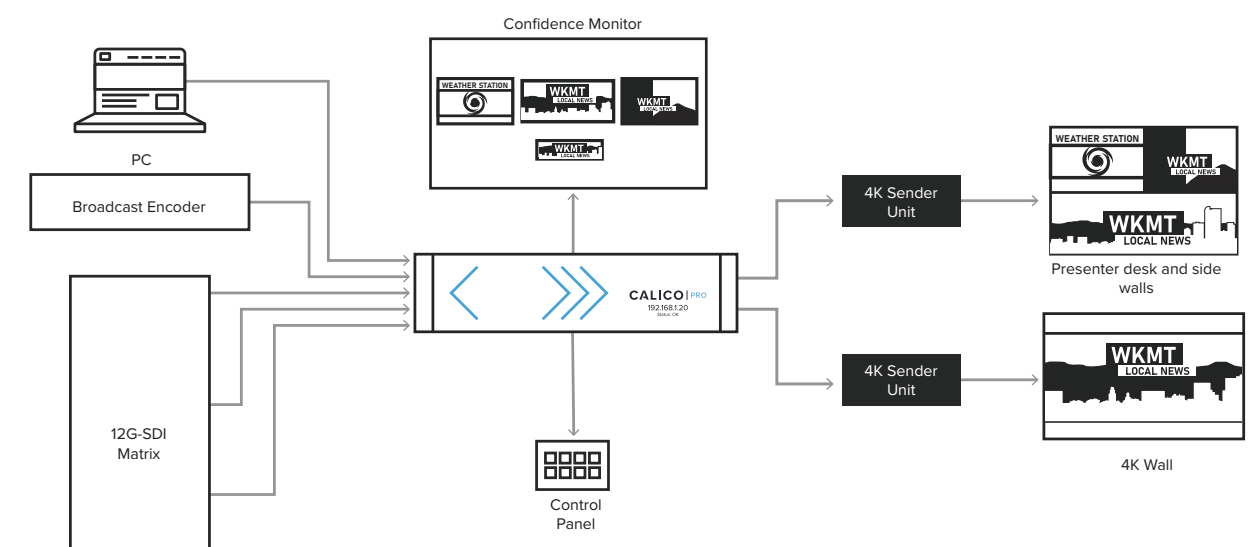 Confidence Monitor
WEATHER STATION
WKMT
LOCAL NEWS
WKMT
LOCAL NEWS
WKMT
LOCAL NEWS
PC
Broadcast Encoder
12G-SDI
Matrix
CALICO PRO
192.168.1.20
Status: OK
Control
Panel
4K Sender
Unit
WEATHER STATION
WKMT
LOCAL NEWS
WKMT
LOCAL NEWS
Presenter desk and side
walls
4K Sender
Unit
WKMT
LOCAL NEWS
4K Wall